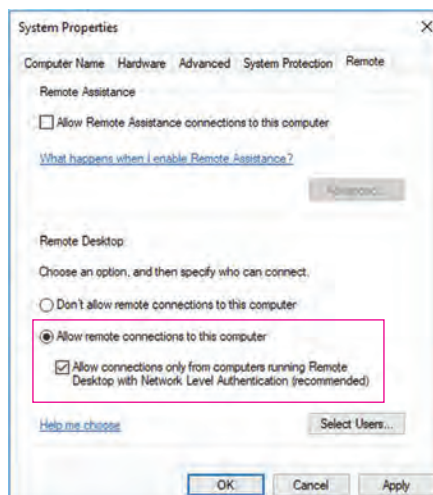 System Properties
Computer Name Hardware Advanced System Protection Remote
Remote Assistance
Allow Remote Assistance connections to this computer
What happens when I enable Remote Assistance?
Advanced...
Remote Desktop
Choose an option, and then specify who can connect.
Don't allow remote connections to this computer
Allow remote connections to this computer
Allow connections only from computers running Remote
Desktop with Network Level Authentication (recommended)
Help me choose
Select Users...
OK Cancel Apply